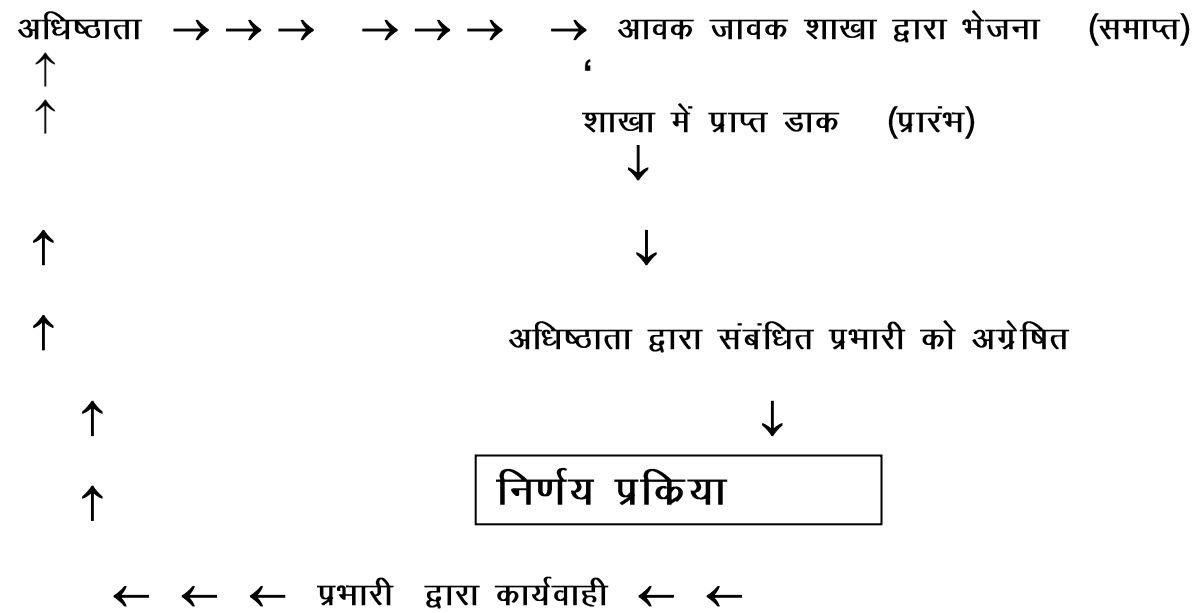 अधिष्ठाता → → → → → → → आवक जावक शाखा द्वारा भेजना (समाप्त)
↑ ‘
↑ शाखा में प्राप्त डाक (प्रारंभ)
↓
↑ ↓
↑ अधिष्ठाता द्वारा संबंधित प्रभारी को अग्रेषित
↑ ↓
↑ निर्णय प्रकिया
← ← ← प्रभारी द्वारा कार्यवाही ← ←